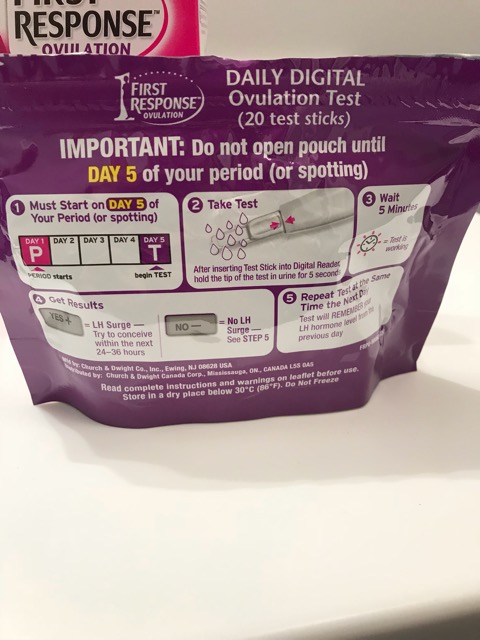 FIRST
RESPONSE™
OVULATION
1 FIRST
RESPONSE
OVULATION
DAILY DIGITAL
Ovulation Test
(20 test sticks)
IMPORTANT: Do not open pouch until
DAY 5 of your period (or spotting)
1 Must Start on DAY 5 of
Your Period (or spotting)
DAY 1 DAY 2 DAY 3 DAY 4 DAY 5
P T
PERIOD starts begin TEST
2 Take Test
After inserting Test Stick into Digital Reader,
hold the tip of the test in urine for 5 seconds
3 Wait
5 Minutes
= Test is
working
4 Get Results
YES +
= LH Surge —
Try to conceive
within the next
24–36 hours
NO —
= No LH
Surge —
See STEP 5
5 Repeat Test at the Same
Time the Next Day
Test will REMEMBER your
LH hormone level from the
previous day
by: Church & Dwight Co., Inc., Ewing, NJ 08628 USA
Distributed by: Church & Dwight Canada Corp., Mississauga, ON., CANADA L5S 0A5
Read complete instructions and warnings on leaflet before use.
Store in a dry place below 30°C (86°F). Do Not Freeze